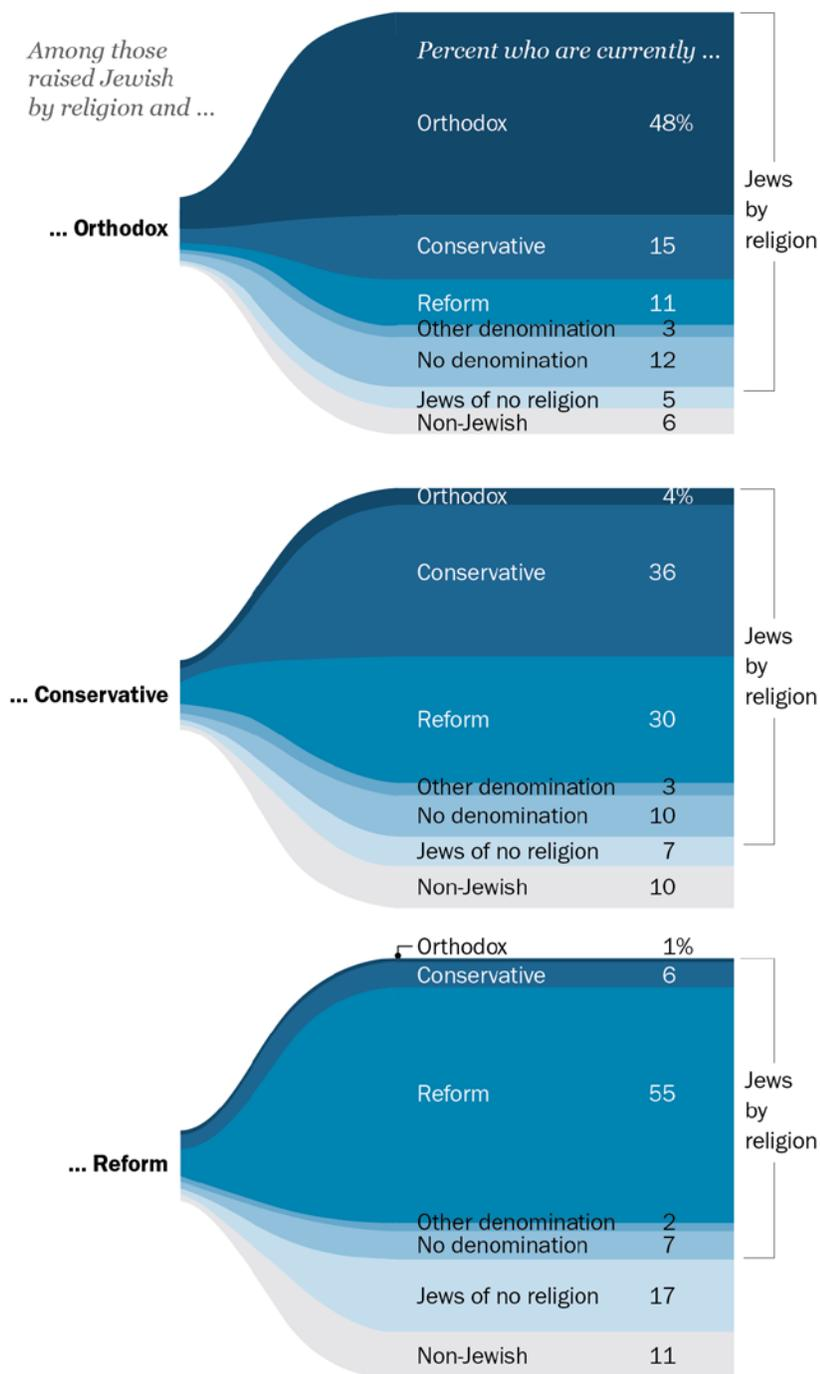 Among those
raised Jewish
by religion and ...
Percent who are currently ...
... Orthodox
Orthodox 48%
Conservative 15
Reform 11
Other denomination 3
No denomination 12
Jews of no religion 5
Non-Jewish 6
Jews
by
religion
... Conservative
Orthodox 4%
Conservative 36
Reform 30
Other denomination 3
No denomination 10
Jews of no religion 7
Non-Jewish 10
Jews
by
religion
... Reform
Orthodox 1%
Conservative 6
Reform 55
Other denomination 2
No denomination 7
Jews of no religion 17
Non-Jewish 11
Jews
by
religion